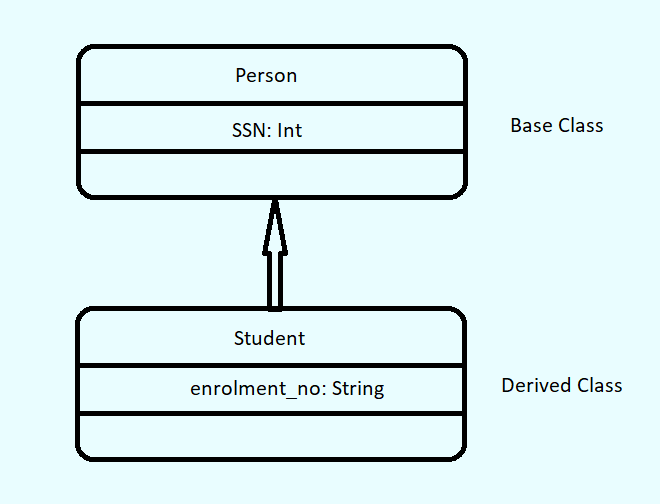 Person
SSN: Int
Base Class
Student
enrolment_no: String
Derived Class